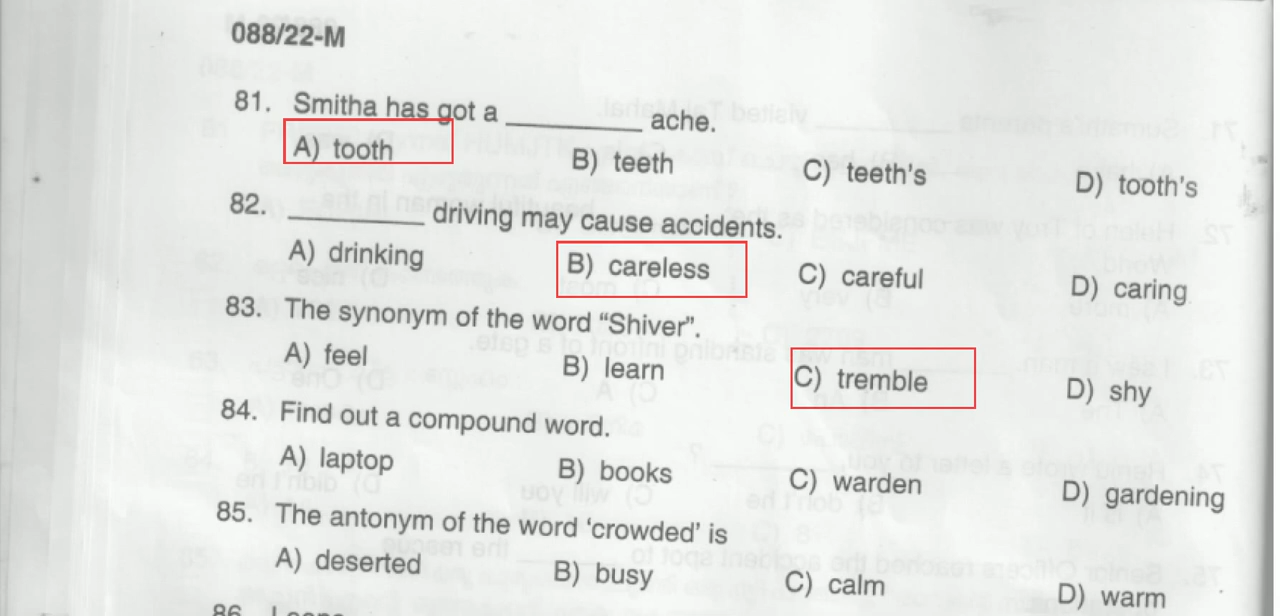 088/22-M
81. Smitha has got a ________ ache.
A) tooth B) teeth C) teeth's D) tooth's
82. ________ driving may cause accidents.
A) drinking B) careless C) careful D) caring
83. The synonym of the word “Shiver”.
A) feel B) learn C) tremble D) shy
84. Find out a compound word.
A) laptop B) books C) warden D) gardening
85. The antonym of the word ‘crowded’ is
A) deserted B) busy C) calm D) warm
86.